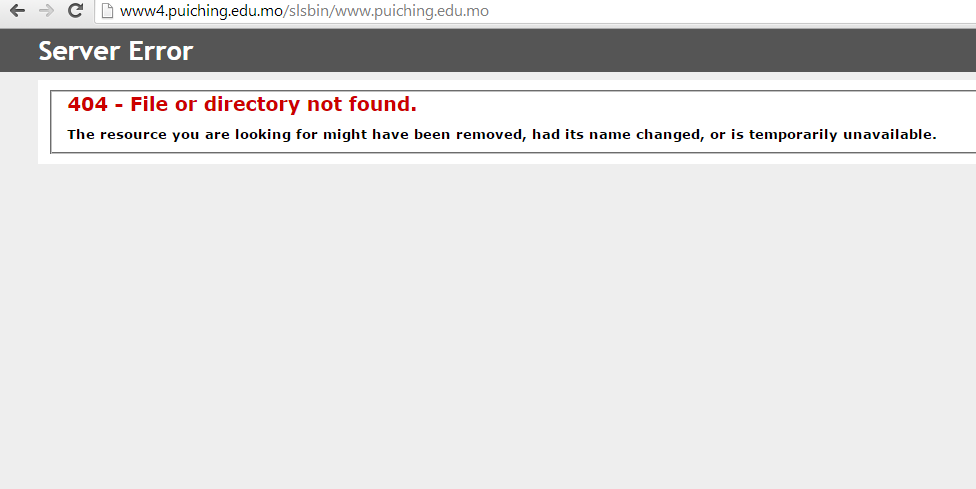 www4.puiching.edu.mo/slsbin/www.puiching.edu.mo
Server Error
404 - File or directory not found.
The resource you are looking for might have been removed, had its name changed, or is temporarily unavailable.